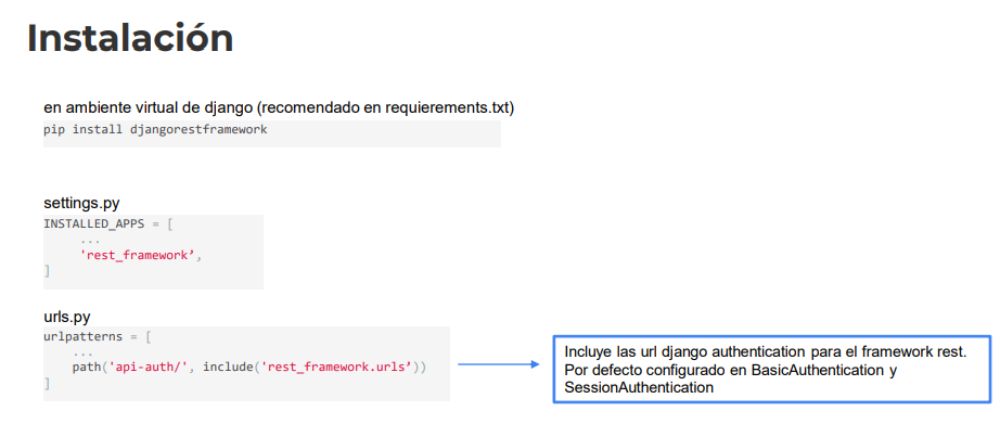 Instalación
en ambiente virtual de django (recomendado en requierements.txt)
pip install djangorestframework
settings.py
INSTALLED_APPS = [
    ...
    'rest_framework’,
]
urls.py
urlpatterns = [
    ...
    path('api-auth/', include('rest_framework.urls’))
]
Incluye las url django authentication para el framework rest.
Por defecto configurado en BasicAuthentication y
SessionAuthentication